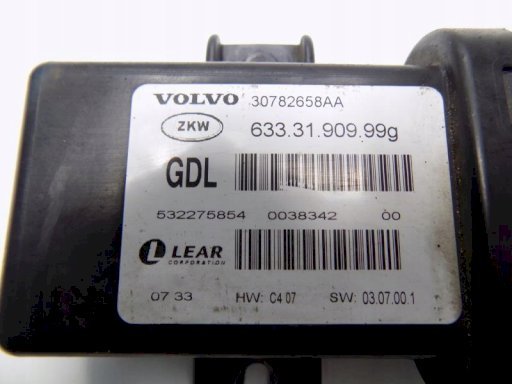 VOLVO 30782658AA
ZKW 633.31.909.99g
GDL
532275854 0038342 00
LEAR
CORPORATION
07 33 HW: C4 07 SW: 03.07.00.1